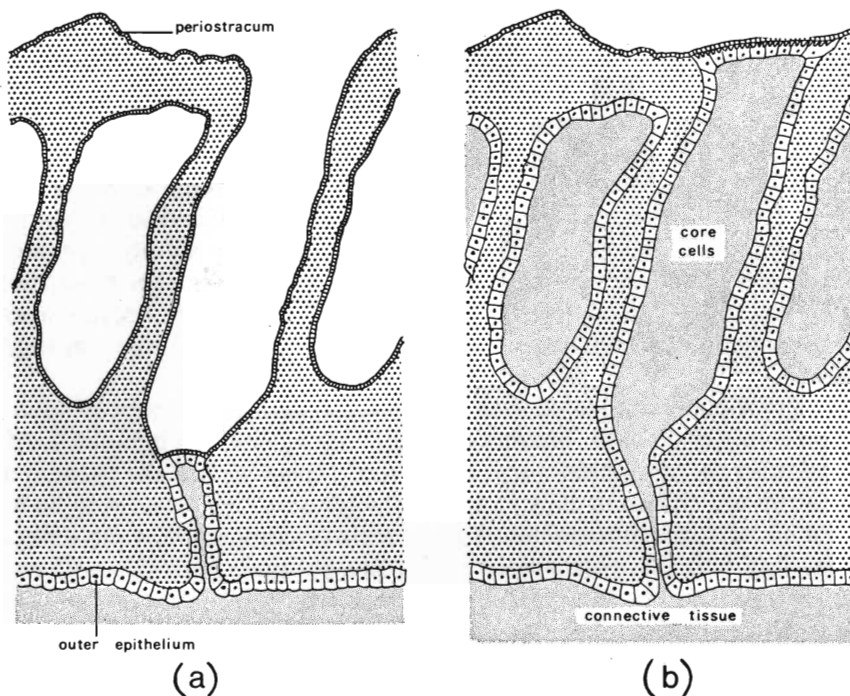 periostracum
core
cells
connective tissue
outer epithelium
(a)
(b)